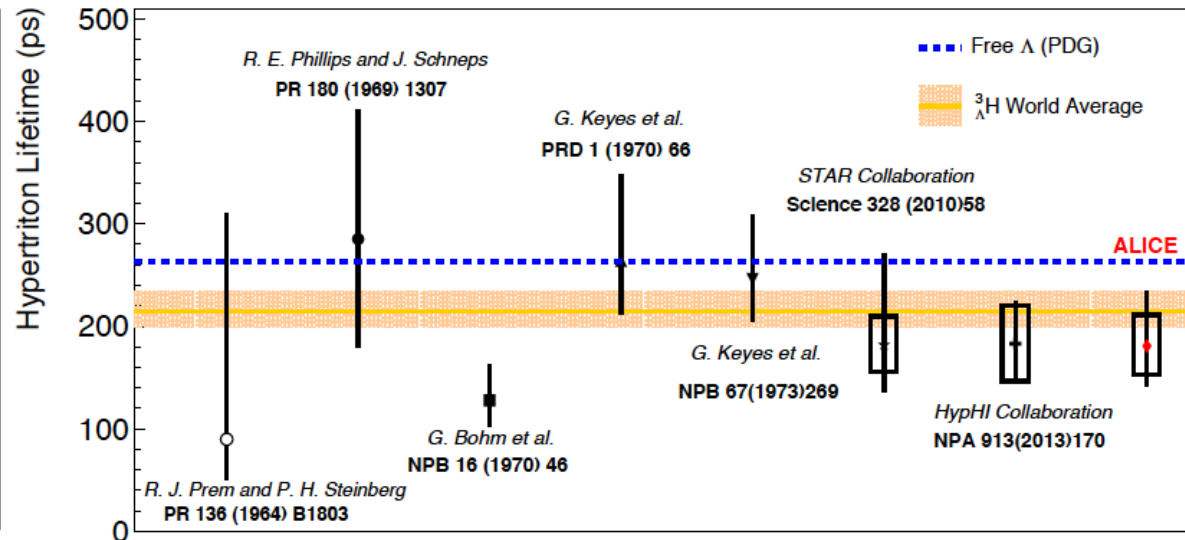 Hypertriton Lifetime (ps)
500
400
300
200
100
0
R. E. Phillips and J. Schneps
PR 180 (1969) 1307
Free Λ (PDG)
³ΛH World Average
G. Keyes et al.
PRD 1 (1970) 66
STAR Collaboration
Science 328 (2010)58
ALICE
G. Keyes et al.
NPB 67(1973)269
HypHI Collaboration
NPA 913(2013)170
G. Bohm et al.
NPB 16 (1970) 46
R. J. Prem and P. H. Steinberg
PR 136 (1964) B1803